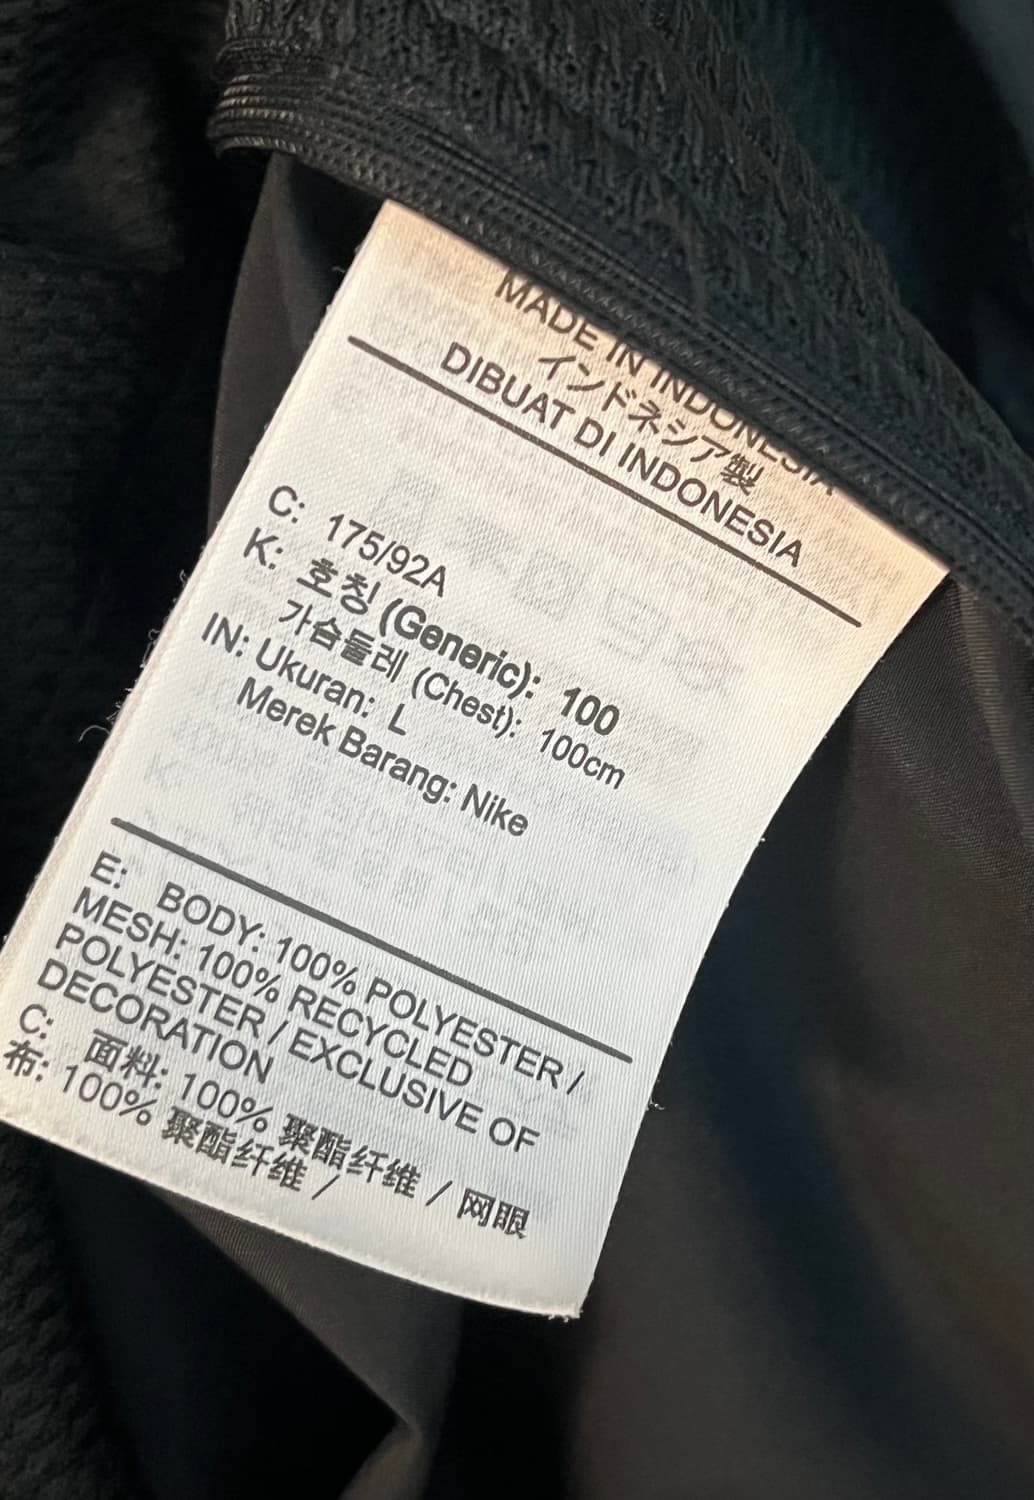 MADE IN INDONESIA
インドネシア製
DIBUAT DI INDONESIA
C: 175/92A
K: 호칭 (Generic): 100
가슴둘레 (Chest): 100cm
IN: Ukuran: L
Merek Barang: Nike
E: BODY: 100% POLYESTER /
MESH: 100% RECYCLED
POLYESTER / EXCLUSIVE OF
DECORATION
C: 面料: 100% 聚酯纤维 / 网眼
布: 100% 聚酯纤维 /